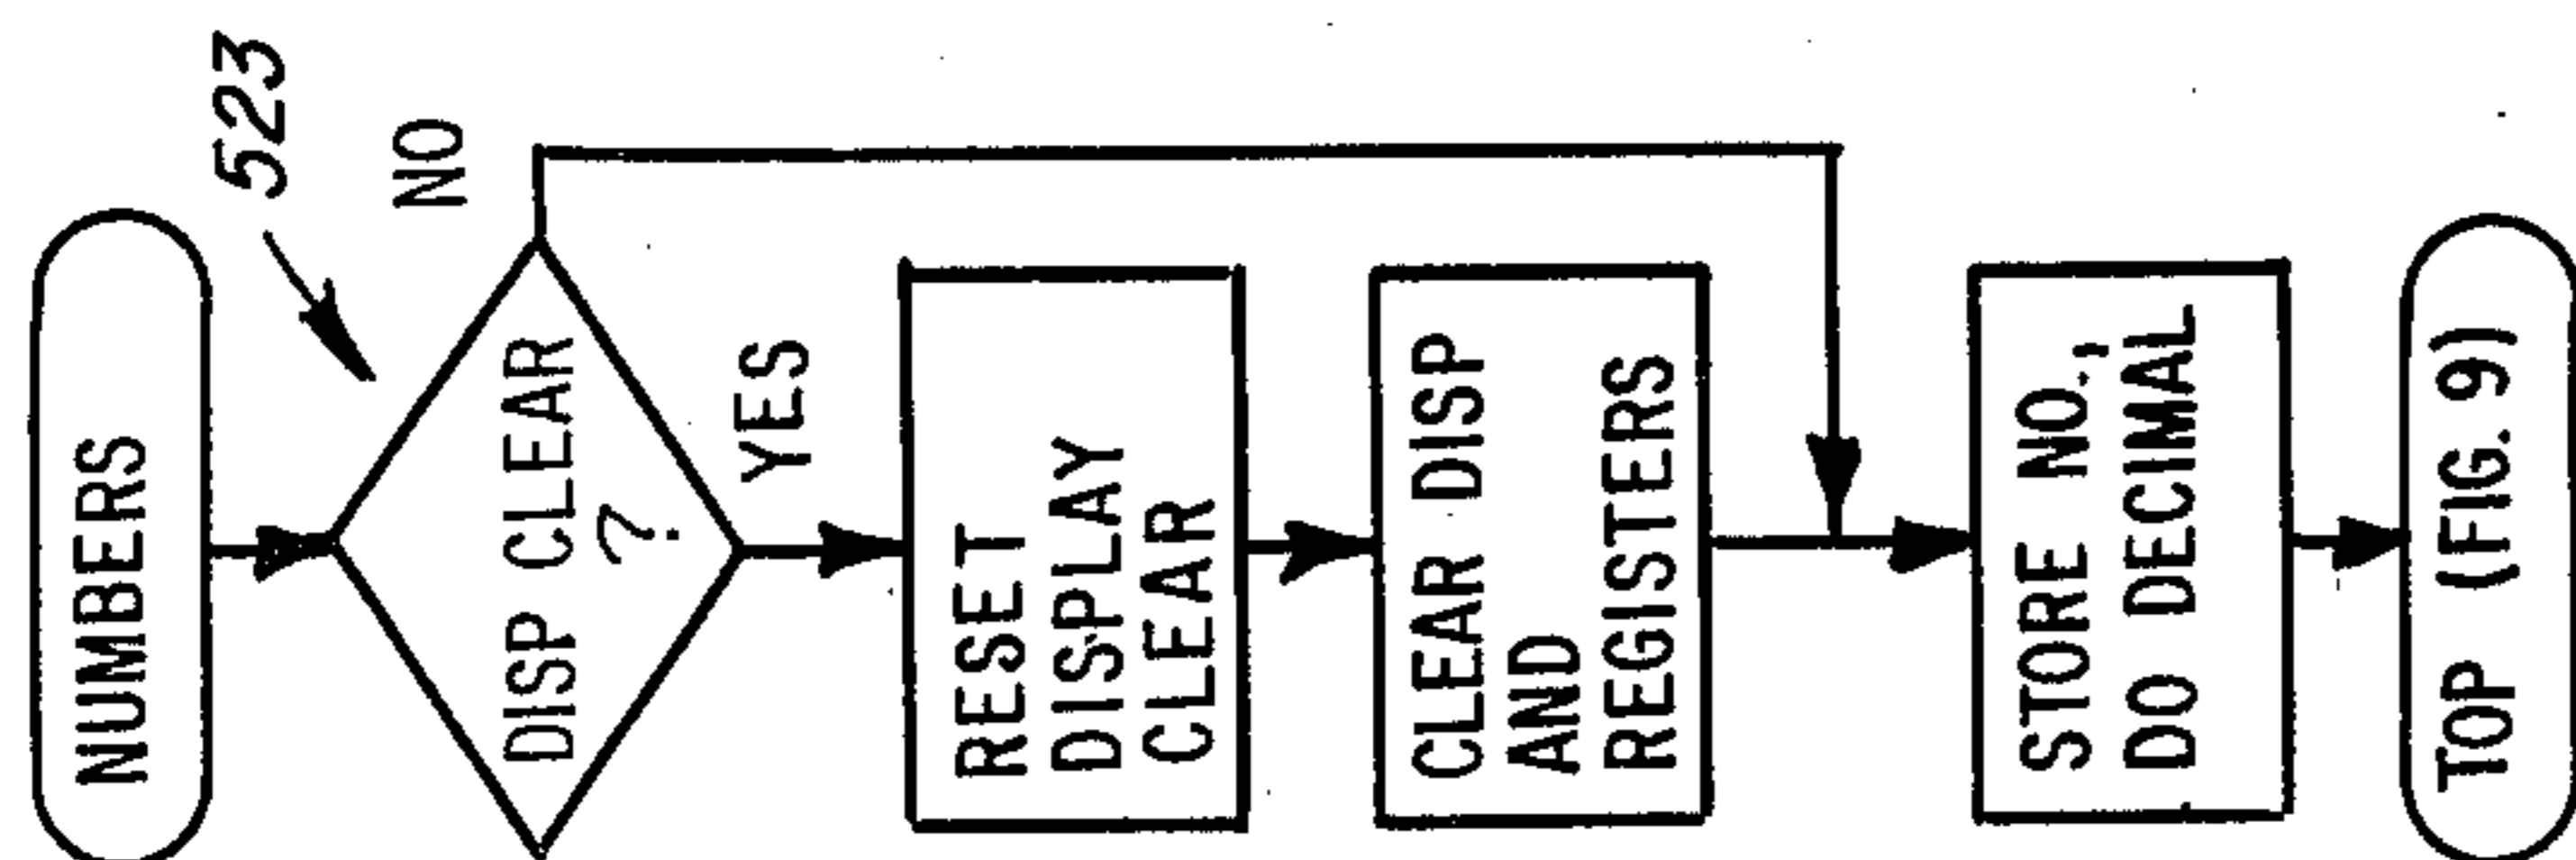 NUMBERS
523
DISP CLEAR
?
NO
YES
RESET
DISPLAY
CLEAR
CLEAR DISP
AND
REGISTERS
STORE NO.,
DO DECIMAL
TOP (FIG. 9)